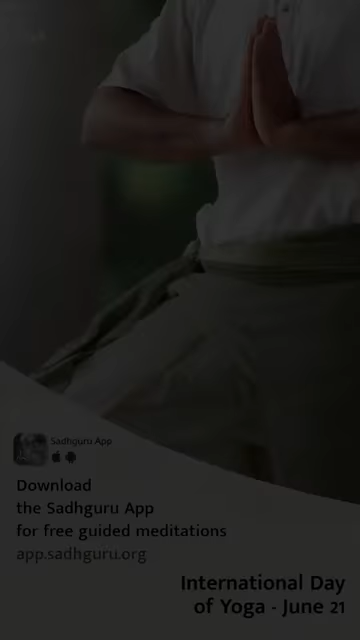 Sadhguru App
Download
the Sadhguru App
for free guided meditations
app.sadhguru.org
International Day
of Yoga - June 21